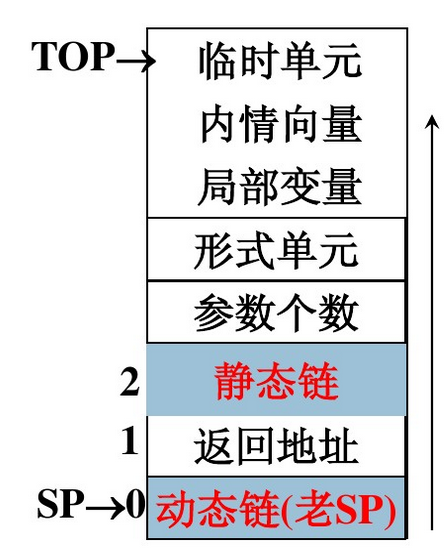 TOP→ 临时单元
内情向量
局部变量
形式单元
参数个数
2 静态链
1 返回地址
SP→0 动态链(老SP)